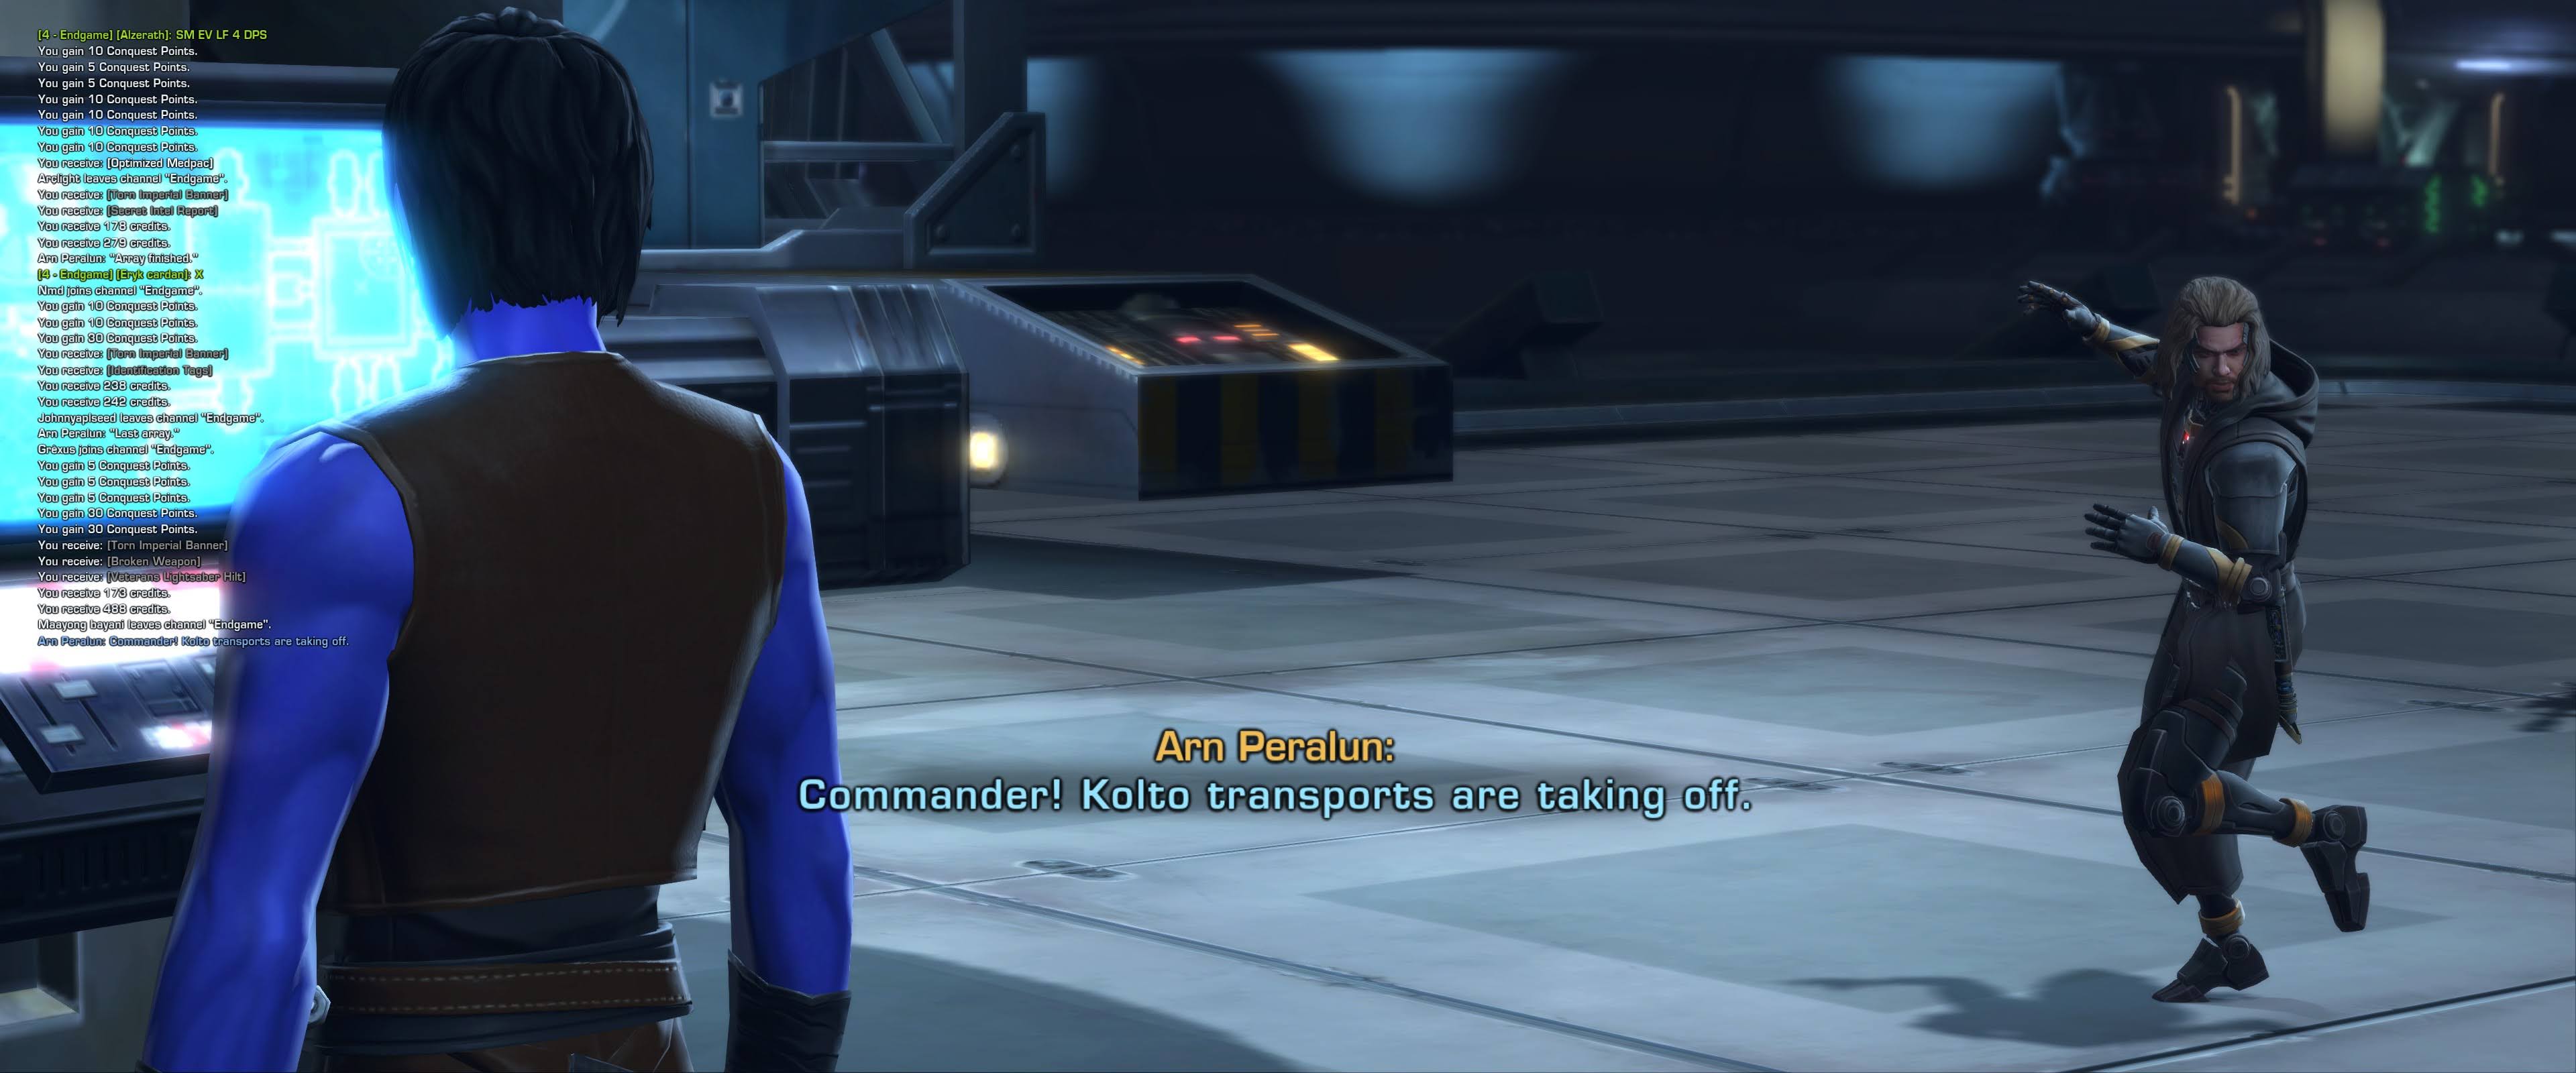 [4 - Endgame] [Alzerath]: SM EV LF 4 DPS
You gain 10 Conquest Points.
You gain 5 Conquest Points.
You gain 5 Conquest Points.
You gain 10 Conquest Points.
You gain 10 Conquest Points.
You gain 10 Conquest Points.
You gain 10 Conquest Points.
You receive: [Optimized Medpac]
Arclight leaves channel "Endgame".
You receive: [Torn Imperial Banner]
You receive: [Secret Intel Report]
You receive 178 credits.
You receive 279 credits.
Arn Peralun: "Array finished."
[4 - Endgame] [Eryk cardan]: X
Nmd joins channel "Endgame".
You gain 10 Conquest Points.
You gain 10 Conquest Points.
You gain 30 Conquest Points.
You receive: [Torn Imperial Banner]
You receive: [Identification Tags]
You receive 238 credits.
You receive 242 credits.
Johnnyaplseed leaves channel "Endgame".
Arn Peralun: "Last array."
Grëxus joins channel "Endgame".
You gain 5 Conquest Points.
You gain 5 Conquest Points.
You gain 5 Conquest Points.
You gain 30 Conquest Points.
You gain 30 Conquest Points.
You receive: [Torn Imperial Banner]
You receive: [Broken Weapon]
You receive: [Veterans Lightsaber Hilt]
You receive 173 credits.
You receive 488 credits.
Maayong bayani leaves channel "Endgame".
Arn Peralun: Commander! Kolto transports are taking off.
Arn Peralun:
Commander! Kolto transports are taking off.